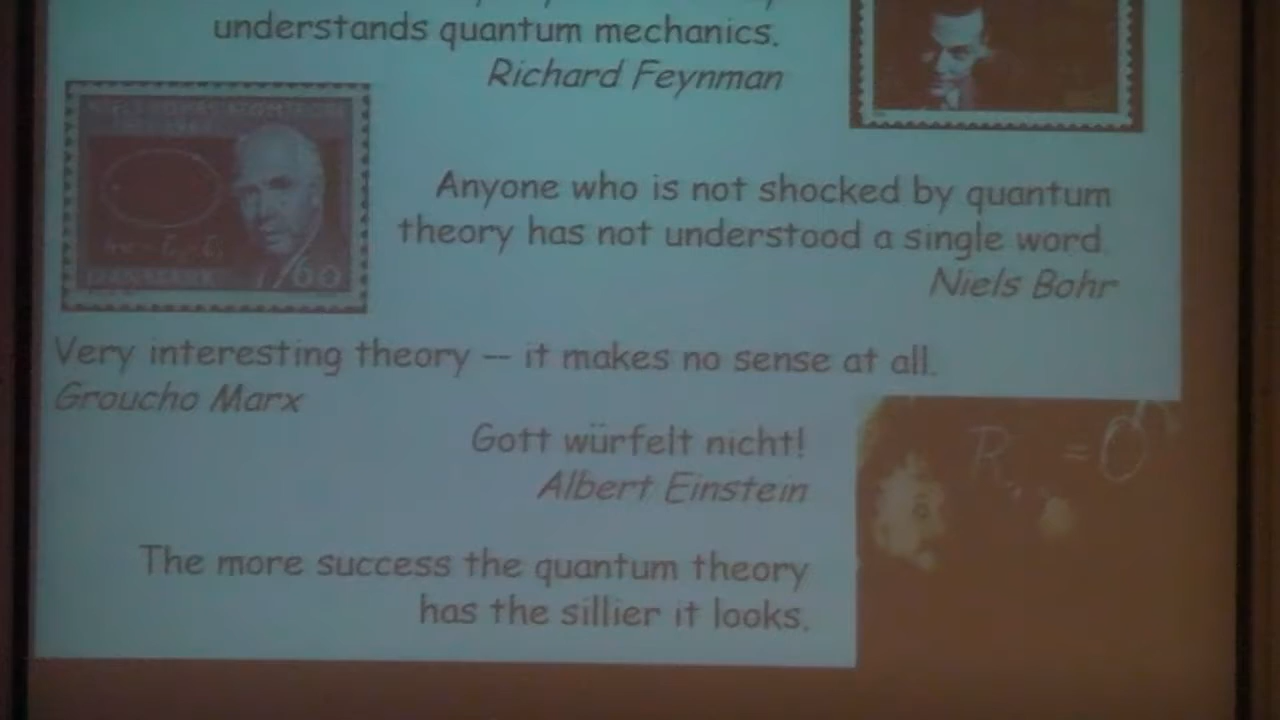 understands quantum mechanics.
Richard Feynman
Anyone who is not shocked by quantum
theory has not understood a single word.
Niels Bohr
60
Very interesting theory -- it makes no sense at all.
Groucho Marx
Gott würfelt nicht!
Albert Einstein
R = 0
The more success the quantum theory
has the sillier it looks.